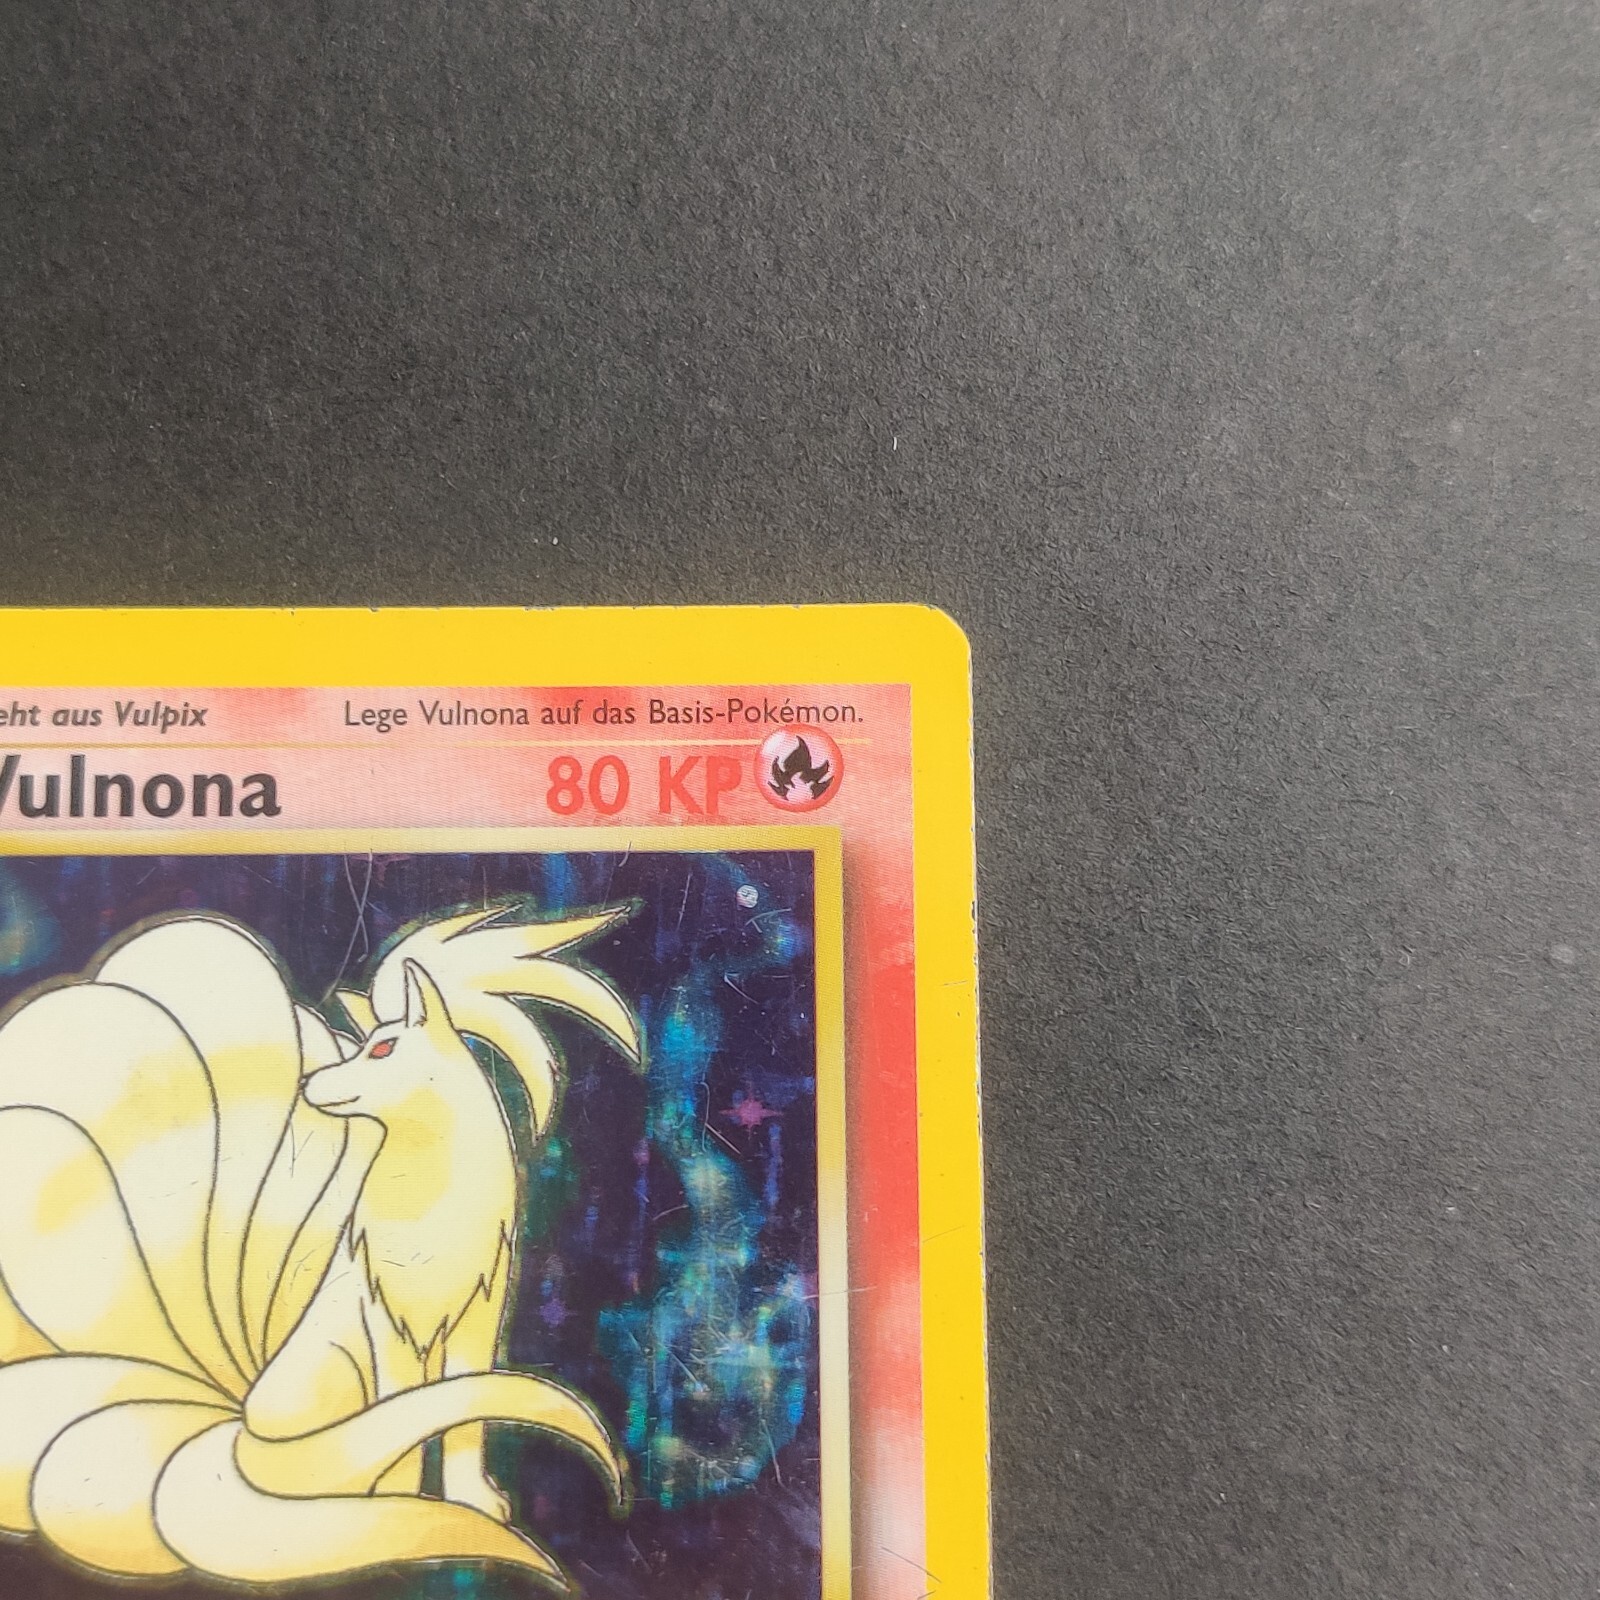 eht aus Vulpix
Lege Vulnona auf das Basis-Pokémon.
Vulnona
80 KP